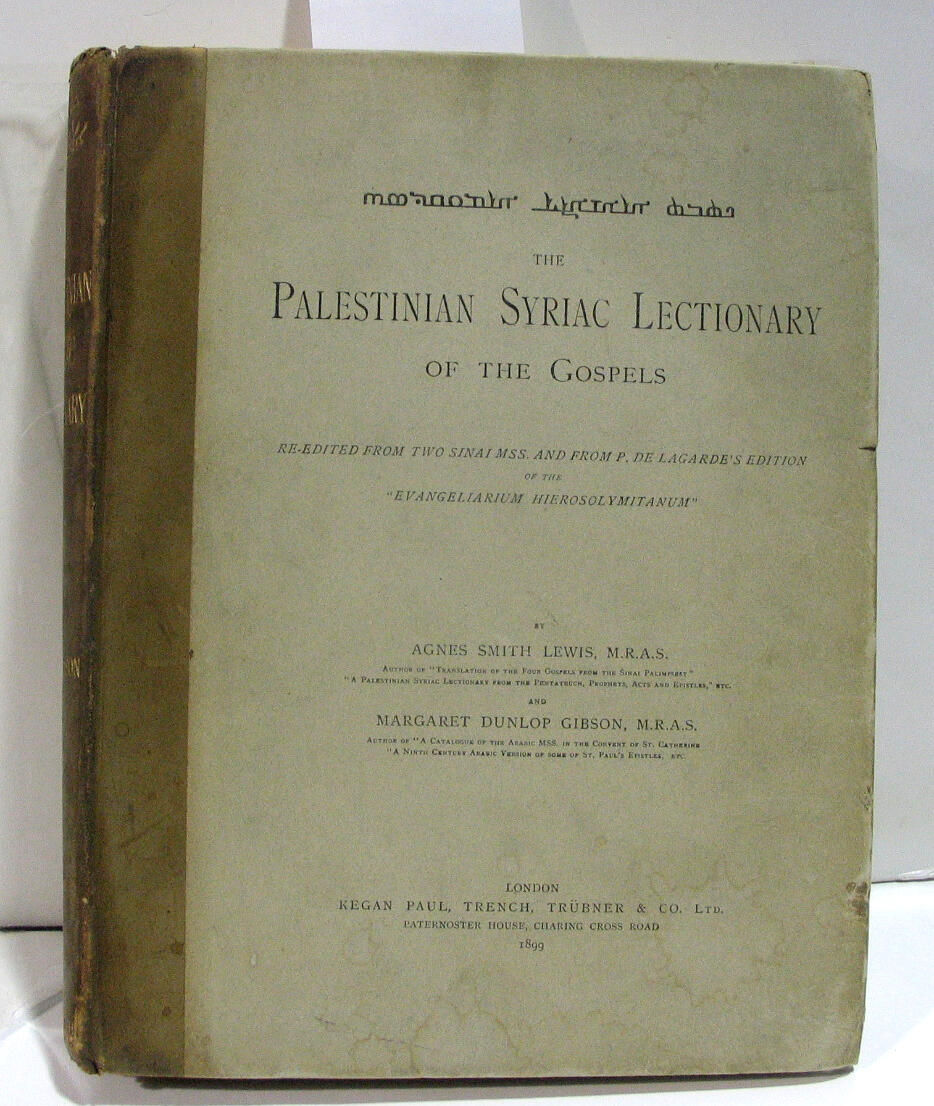 THE
PALESTINIAN SYRIAC LECTIONARY
OF THE GOSPELS
RE-EDITED FROM TWO SINAI MSS. AND FROM P. DE LAGARDE'S EDITION
OF THE
"EVANGELIARIUM HIEROSOLYMITANUM"
BY
AGNES SMITH LEWIS, M.R.A.S.
AUTHOR OF "TRANSLATION OF THE FOUR GOSPELS FROM THE SINAI PALIMPSEST"
"A PALESTINIAN SYRIAC LECTIONARY FROM THE PENTATEUCH, PROPHETS, ACTS AND EPISTLES," ETC.
AND
MARGARET DUNLOP GIBSON, M.R.A.S.
AUTHOR OF "A CATALOGUE OF THE ARABIC MSS. IN THE CONVENT OF ST. CATHERINE
"A NINTH CENTURY ARABIC VERSION OF SOME OF ST. PAUL'S EPISTLES, ETC.
LONDON
KEGAN PAUL, TRENCH, TRÜBNER & CO. LTD.
PATERNOSTER HOUSE, CHARING CROSS ROAD
1899